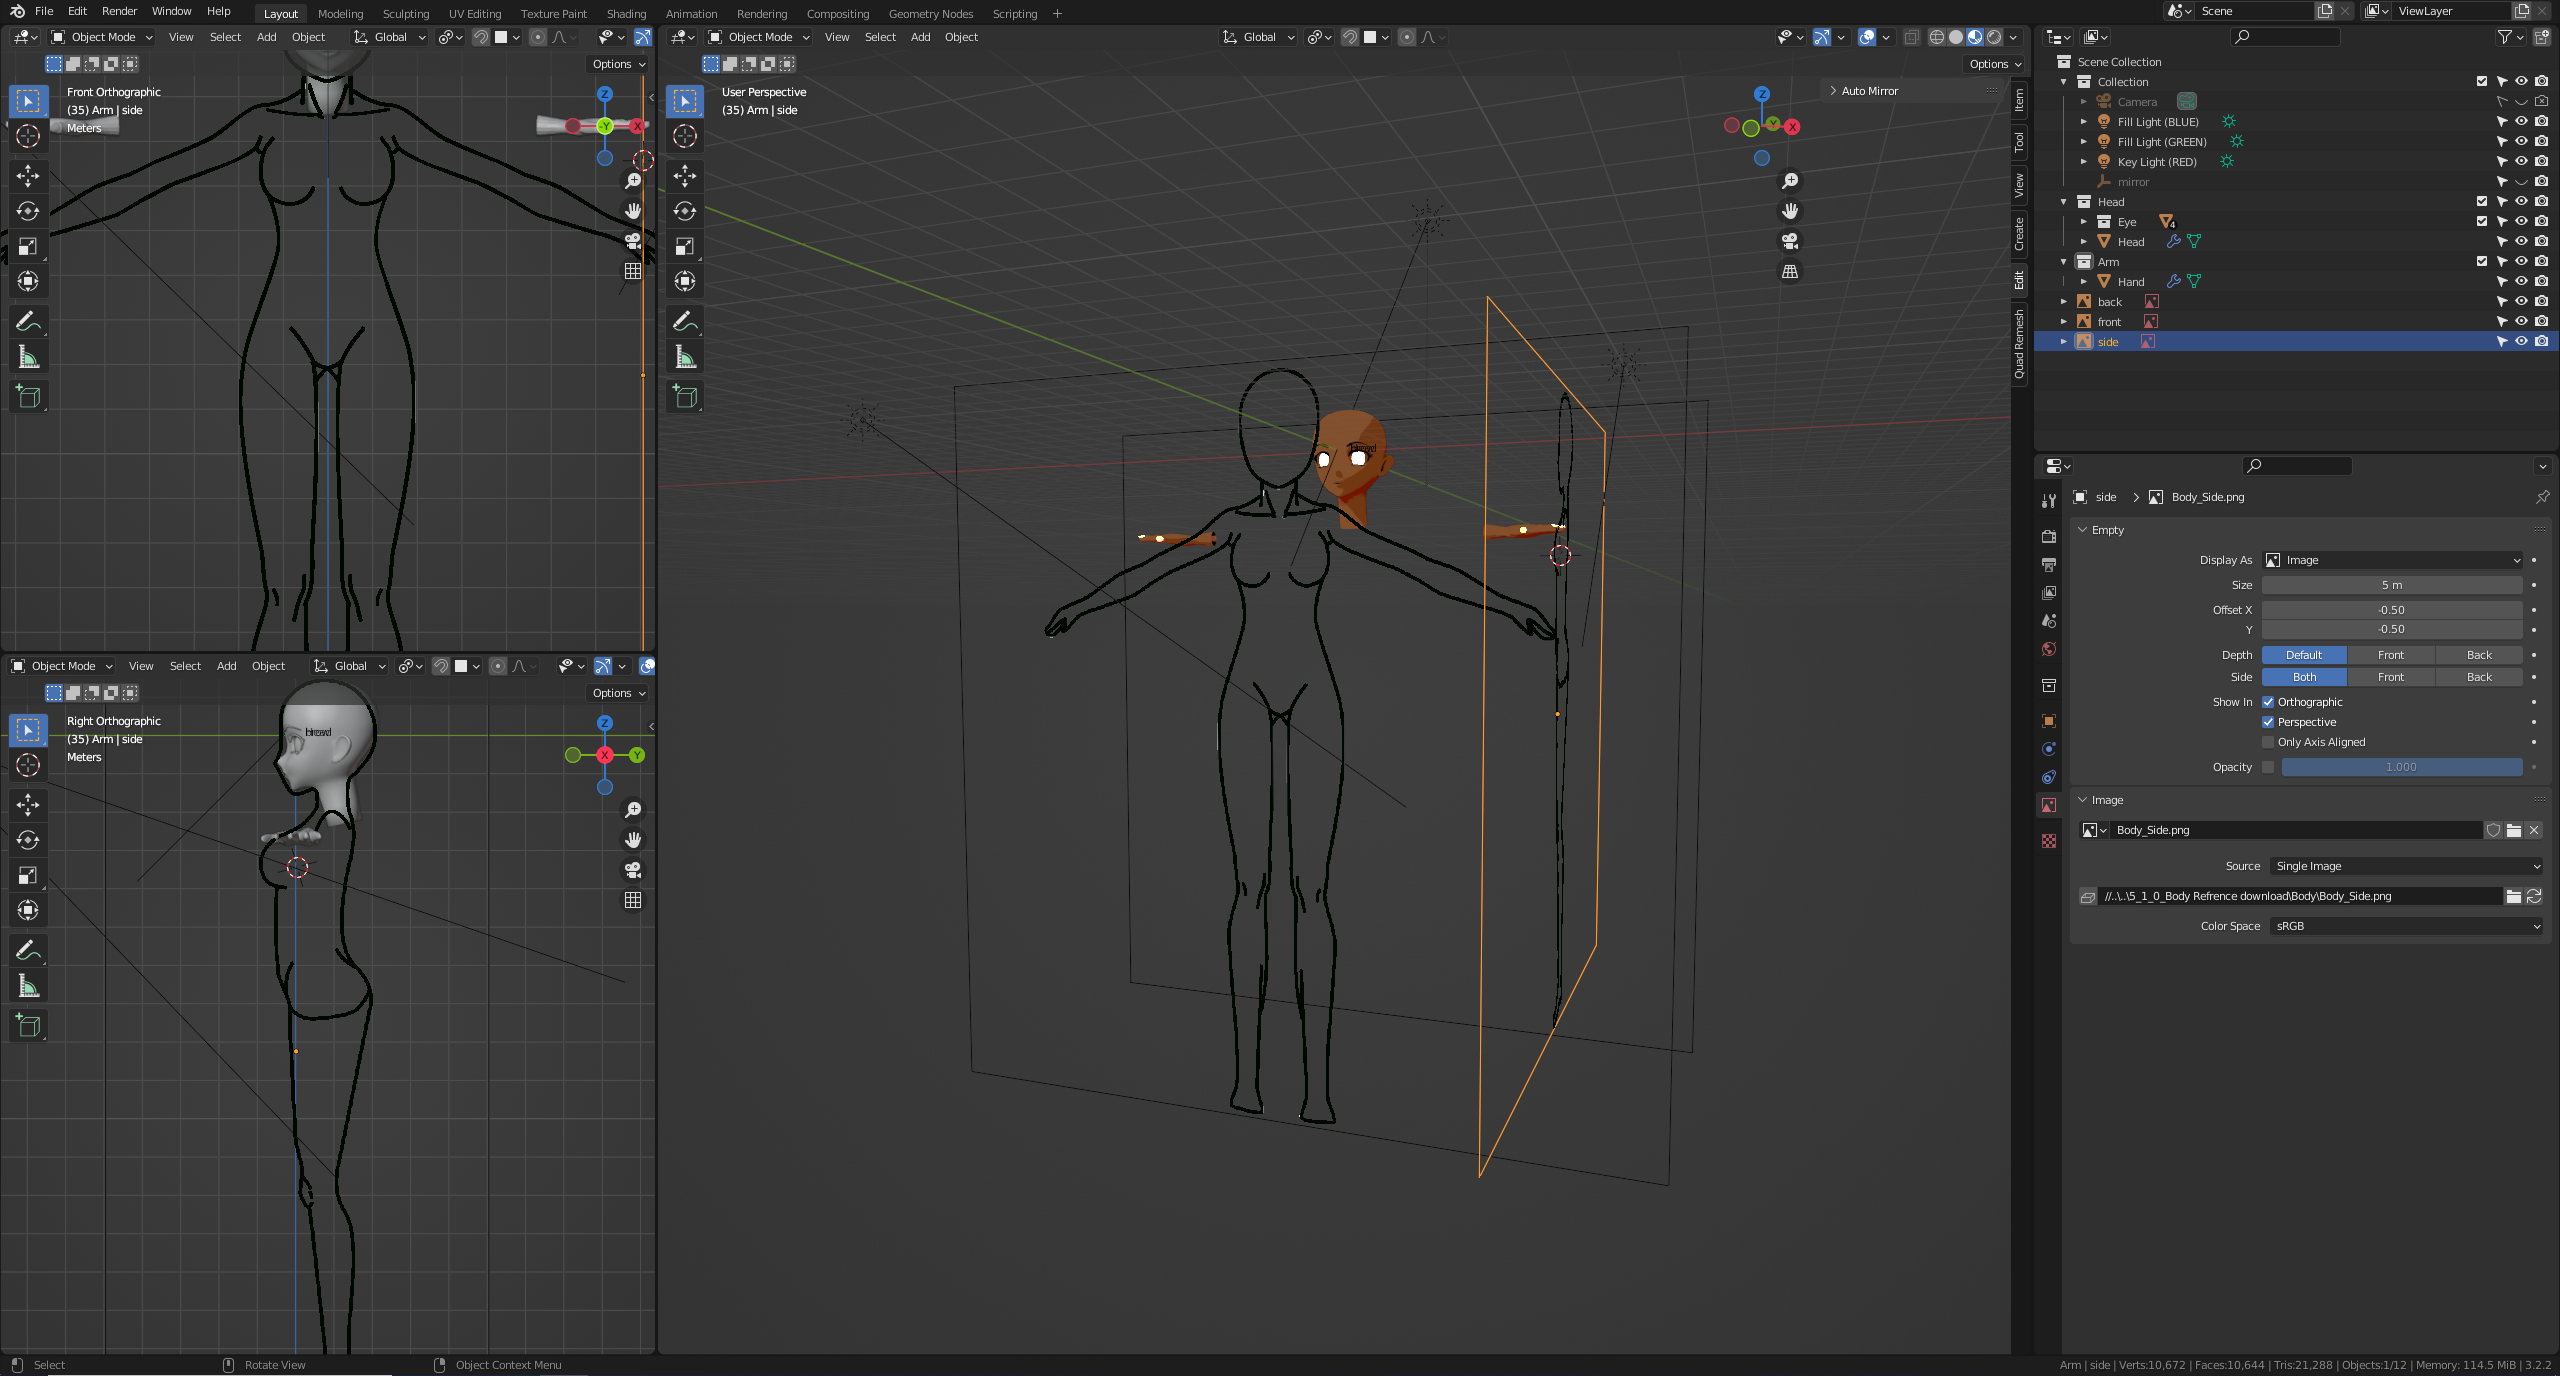 File Edit Render Window Help Layout Modeling Sculpting UV Editing Texture Paint Shading Animation Rendering Compositing Geometry Nodes Scripting + Scene ViewLayer
Object Mode View Select Add Object Global
Options
Front Orthographic
(35) Arm | side
Meters
Z
Y
X
Object Mode View Select Add Object Global
Options
Right Orthographic
(35) Arm | side
Meters
Z
X
Y
Object Mode View Select Add Object Global
Options
User Perspective
(35) Arm | side
Auto Mirror
Z
Y
X
Item
Tool
View
Create
Edit
Quad Remesh
Scene Collection
Collection
Camera
Fill Light (BLUE)
Fill Light (GREEN)
Key Light (RED)
mirror
Head
Eye 4
Head
Arm
Hand
back
front
side
side > Body_Side.png
Empty
Display As Image
Size 5 m
Offset X -0.50
Y -0.50
Depth Default Front Back
Side Both Front Back
Show In Orthographic
Perspective
Only Axis Aligned
Opacity 1.000
Image
Body_Side.png
Source Single Image
//..\..\5_1_0_Body Refrence download\Body\Body_Side.png
Color Space sRGB
Select Rotate View Object Context Menu
Arm | side | Verts:10,672 | Faces:10,644 | Tris:21,288 | Objects:1/12 | Memory: 114.5 MiB | 3.2.2